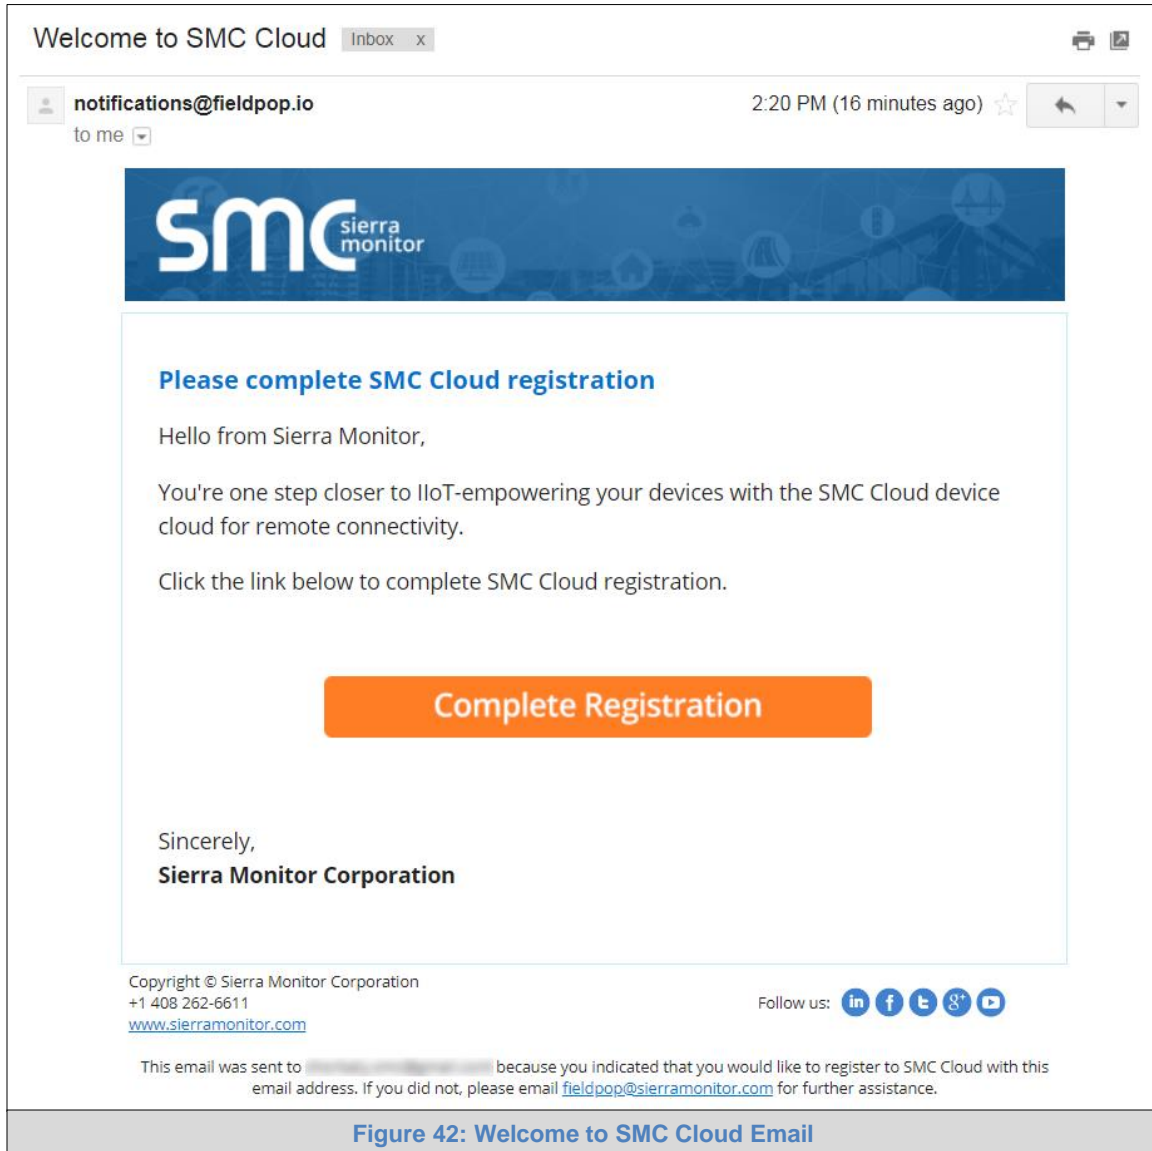 Welcome to SMC Cloud Inbox x
notifications@fieldpop.io 2:20 PM (16 minutes ago)
to me
smc sierra
monitor
Please complete SMC Cloud registration
Hello from Sierra Monitor,
You're one step closer to IIoT-empowering your devices with the SMC Cloud device
cloud for remote connectivity.
Click the link below to complete SMC Cloud registration.
Complete Registration
Sincerely,
Sierra Monitor Corporation
Copyright © Sierra Monitor Corporation
+1 408 262-6611
www.sierramonitor.com
Follow us: in f t g+
This email was sent to because you indicated that you would like to register to SMC Cloud with this
email address. If you did not, please email fieldpop@sierramonitor.com for further assistance.
Figure 42: Welcome to SMC Cloud Email